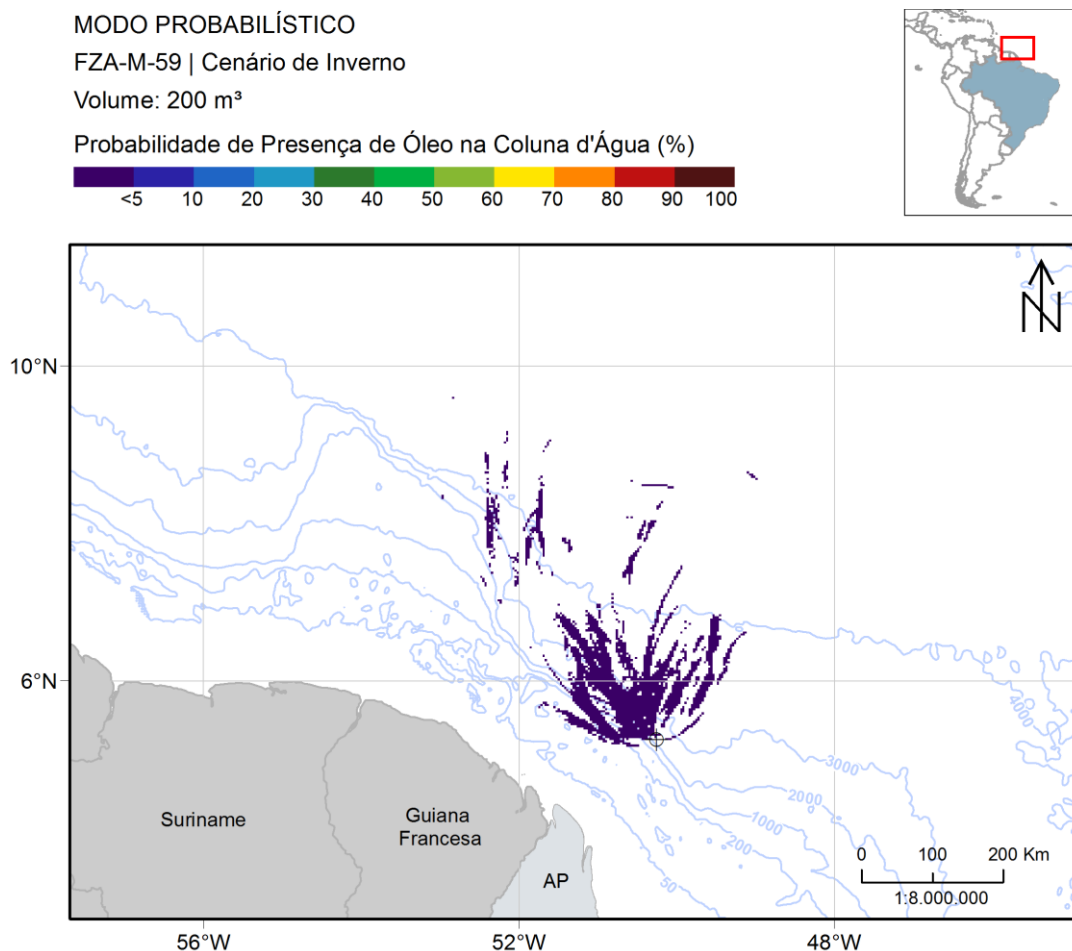 MODO PROBABILÍSTICO
FZA-M-59 | Cenário de Inverno
Volume: 200 m³
Probabilidade de Presença de Óleo na Coluna d'Água (%)
<5 10 20 30 40 50 60 70 80 90 100
10°N
6°N
4000
3000
2000
1000
200
50
Suriname
Guiana
Francesa
AP
0 100 200 Km
1:8.000.000
56°W 52°W 48°W